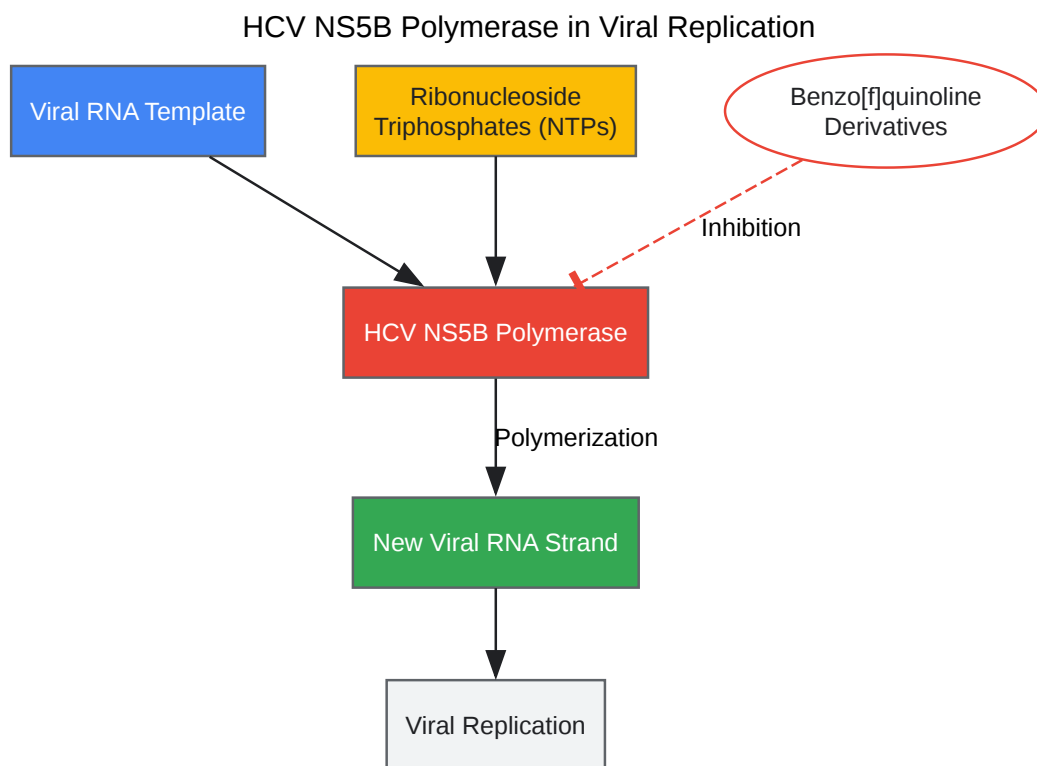 HCV NS5B Polymerase in Viral Replication
Viral RNA Template
Ribonucleoside
Triphosphates (NTPs)
Benzo[f]quinoline
Derivatives
Inhibition
HCV NS5B Polymerase
Polymerization
New Viral RNA Strand
Viral Replication